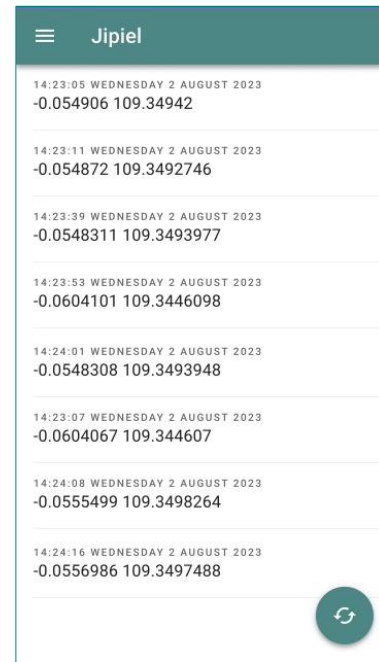 Jipiel
14:23:05 WEDNESDAY 2 AUGUST 2023
-0.054906 109.34942
14:23:11 WEDNESDAY 2 AUGUST 2023
-0.054872 109.3492746
14:23:39 WEDNESDAY 2 AUGUST 2023
-0.0548311 109.3493977
14:23:53 WEDNESDAY 2 AUGUST 2023
-0.0604101 109.3446098
14:24:01 WEDNESDAY 2 AUGUST 2023
-0.0548308 109.3493948
14:23:07 WEDNESDAY 2 AUGUST 2023
-0.0604067 109.344607
14:24:08 WEDNESDAY 2 AUGUST 2023
-0.0555499 109.3498264
14:24:16 WEDNESDAY 2 AUGUST 2023
-0.0556986 109.3497488